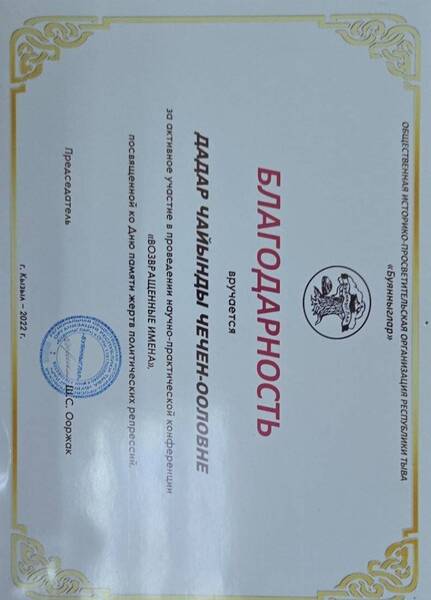 ОБЩЕСТВЕННАЯ ИСТОРИКО-ПРОСВЕТИТЕЛЬСКАЯ ОРГАНИЗАЦИЯ РЕСПУБЛИКИ ТЫВА
«Буянныглар»
БЛАГОДАРНОСТЬ
вручается
ДАДАР ЧАЙЫНДЫ ЧЕЧЕН-ООЛОВНЕ
за активное участие в проведении научно-практической конференции
«ВОЗВРАЩЕННЫЕ ИМЕНА»,
посвященной ко Дню памяти жертв политических репрессий.
Председатель Ш.С. Ооржак
г. Кызыл – 2022 г.